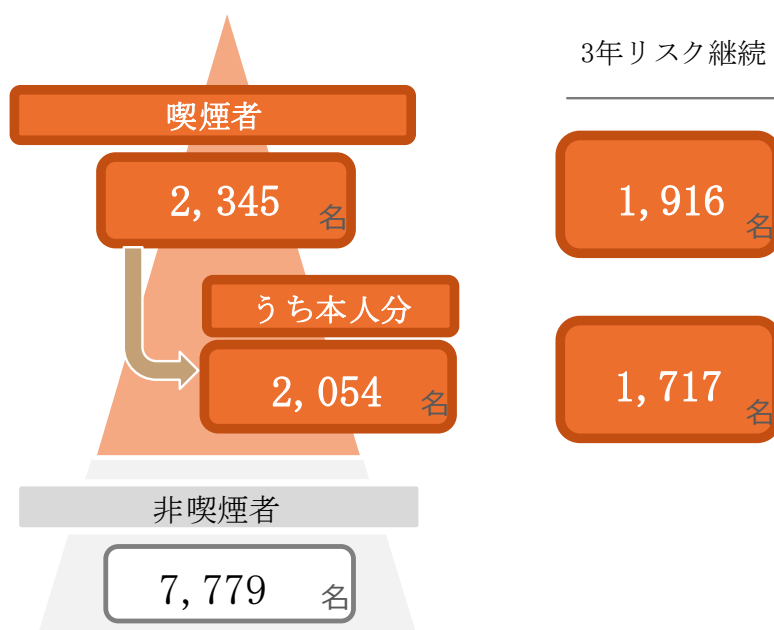 3年リスク継続
喫煙者
2,345 名
1,916 名
うち本人分
2,054 名
1,717 名
非喫煙者
7,779 名